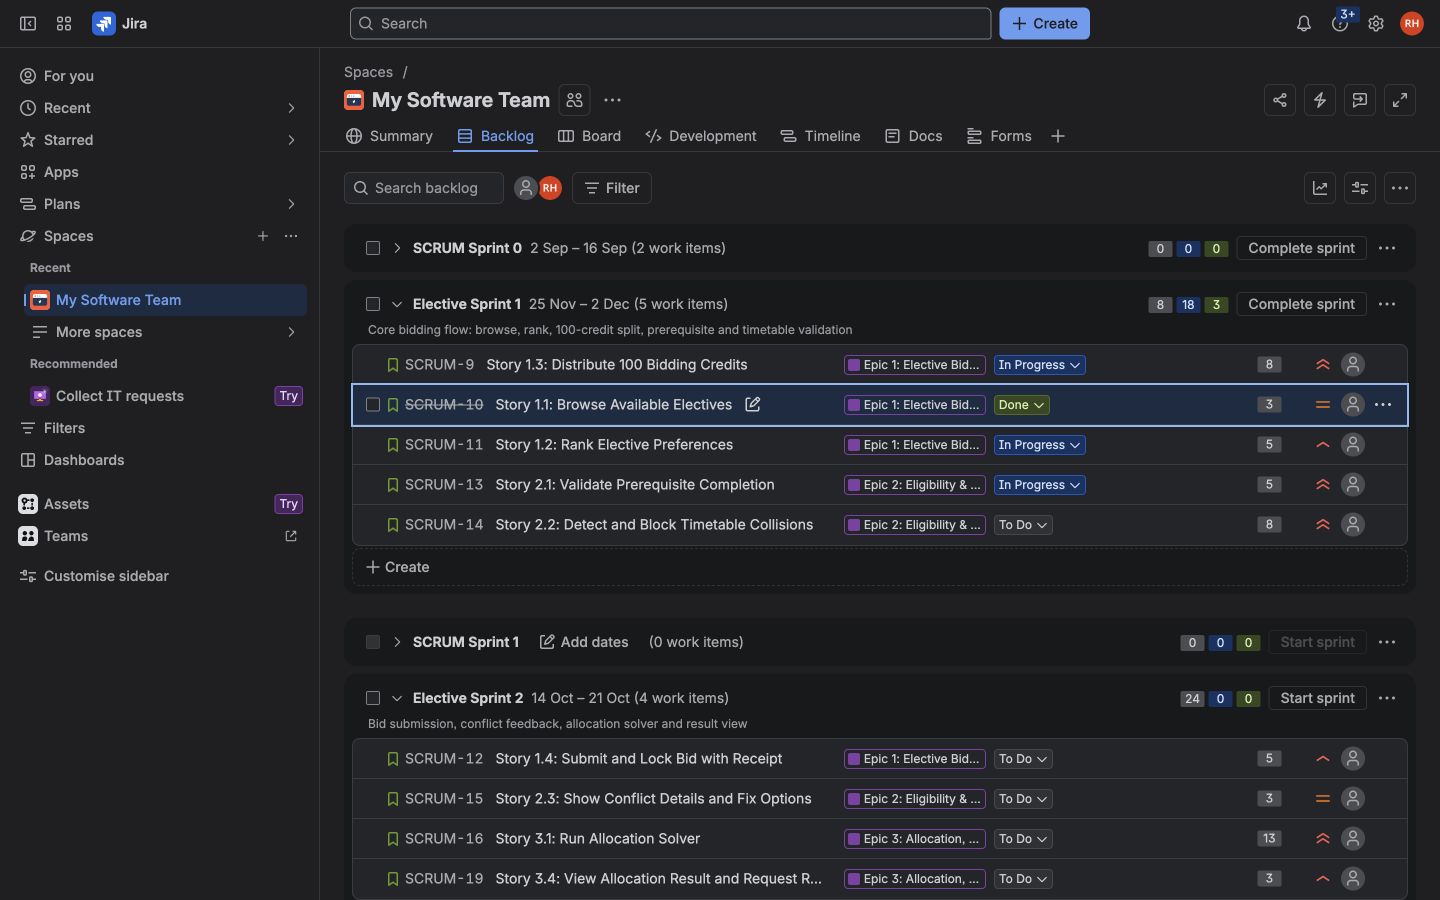 Jira
Search
Create
3+
RH
For you
Recent
Starred
Apps
Plans
Spaces
Recent
My Software Team
More spaces
Recommended
Collect IT requests Try
Filters
Dashboards
Assets Try
Teams
Customise sidebar
Spaces /
My Software Team
Summary Backlog Board Development Timeline Docs Forms
Search backlog RH Filter
SCRUM Sprint 0 2 Sep – 16 Sep (2 work items) 0 0 0 Complete sprint
Elective Sprint 1 25 Nov – 2 Dec (5 work items) 8 18 3 Complete sprint
Core bidding flow: browse, rank, 100-credit split, prerequisite and timetable validation
SCRUM-9 Story 1.3: Distribute 100 Bidding Credits Epic 1: Elective Bid... In Progress 8
SCRUM-10 Story 1.1: Browse Available Electives Epic 1: Elective Bid... Done 3
SCRUM-11 Story 1.2: Rank Elective Preferences Epic 1: Elective Bid... In Progress 5
SCRUM-13 Story 2.1: Validate Prerequisite Completion Epic 2: Eligibility & ... In Progress 5
SCRUM-14 Story 2.2: Detect and Block Timetable Collisions Epic 2: Eligibility & ... To Do 8
Create
SCRUM Sprint 1 Add dates (0 work items) 0 0 0 Start sprint
Elective Sprint 2 14 Oct – 21 Oct (4 work items) 24 0 0 Start sprint
Bid submission, conflict feedback, allocation solver and result view
SCRUM-12 Story 1.4: Submit and Lock Bid with Receipt Epic 1: Elective Bid... To Do 5
SCRUM-15 Story 2.3: Show Conflict Details and Fix Options Epic 2: Eligibility & ... To Do 3
SCRUM-16 Story 3.1: Run Allocation Solver Epic 3: Allocation, ... To Do 13
SCRUM-19 Story 3.4: View Allocation Result and Request R... Epic 3: Allocation, ... To Do 3